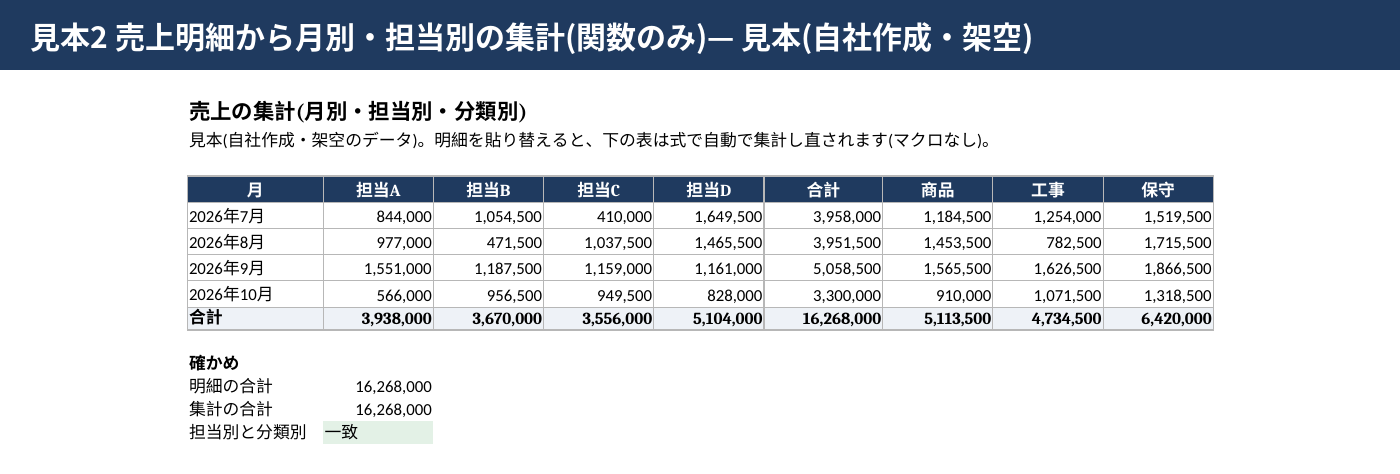 見本2 売上明細から月別・担当別の集計(関数のみ)— 見本(自社作成・架空)
売上の集計(月別・担当別・分類別)
見本(自社作成・架空のデータ)。明細を貼り替えると、下の表は式で自動で集計し直されます(マクロなし)。
月 担当A 担当B 担当C 担当D 合計 商品 工事 保守
2026年7月 844,000 1,054,500 410,000 1,649,500 3,958,000 1,184,500 1,254,000 1,519,500
2026年8月 977,000 471,500 1,037,500 1,465,500 3,951,500 1,453,500 782,500 1,715,500
2026年9月 1,551,000 1,187,500 1,159,000 1,161,000 5,058,500 1,565,500 1,626,500 1,866,500
2026年10月 566,000 956,500 949,500 828,000 3,300,000 910,000 1,071,500 1,318,500
合計 3,938,000 3,670,000 3,556,000 5,104,000 16,268,000 5,113,500 4,734,500 6,420,000
確かめ
明細の合計 16,268,000
集計の合計 16,268,000
担当別と分類別 一致